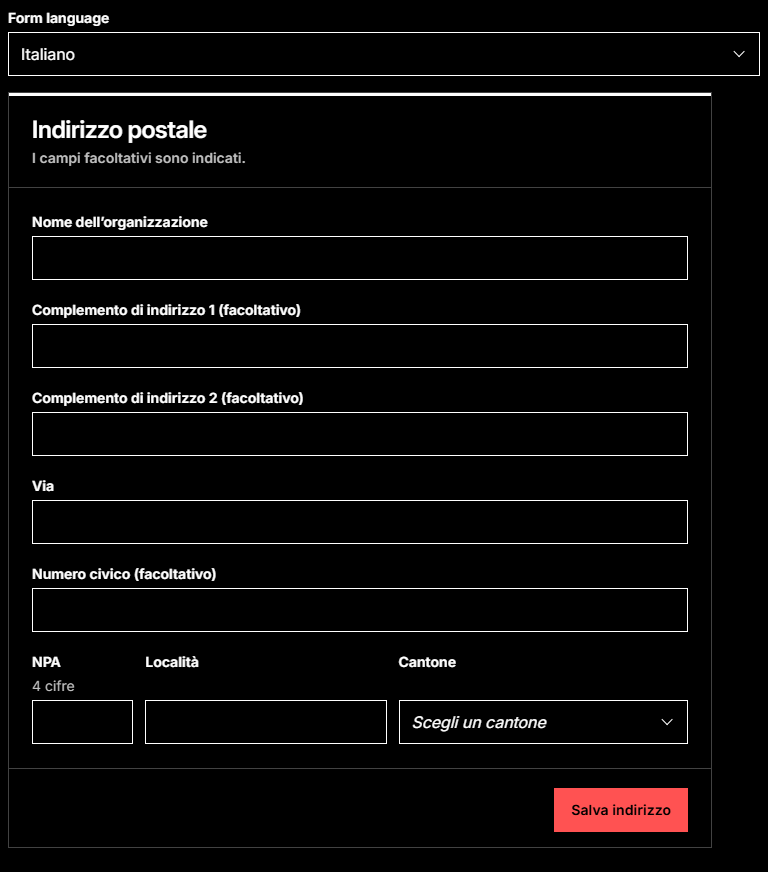 Form language
Italiano
Indirizzo postale
I campi facoltativi sono indicati.
Nome dell’organizzazione
Complemento di indirizzo 1 (facoltativo)
Complemento di indirizzo 2 (facoltativo)
Via
Numero civico (facoltativo)
NPA Località Cantone
4 cifre
Scegli un cantone
Salva indirizzo